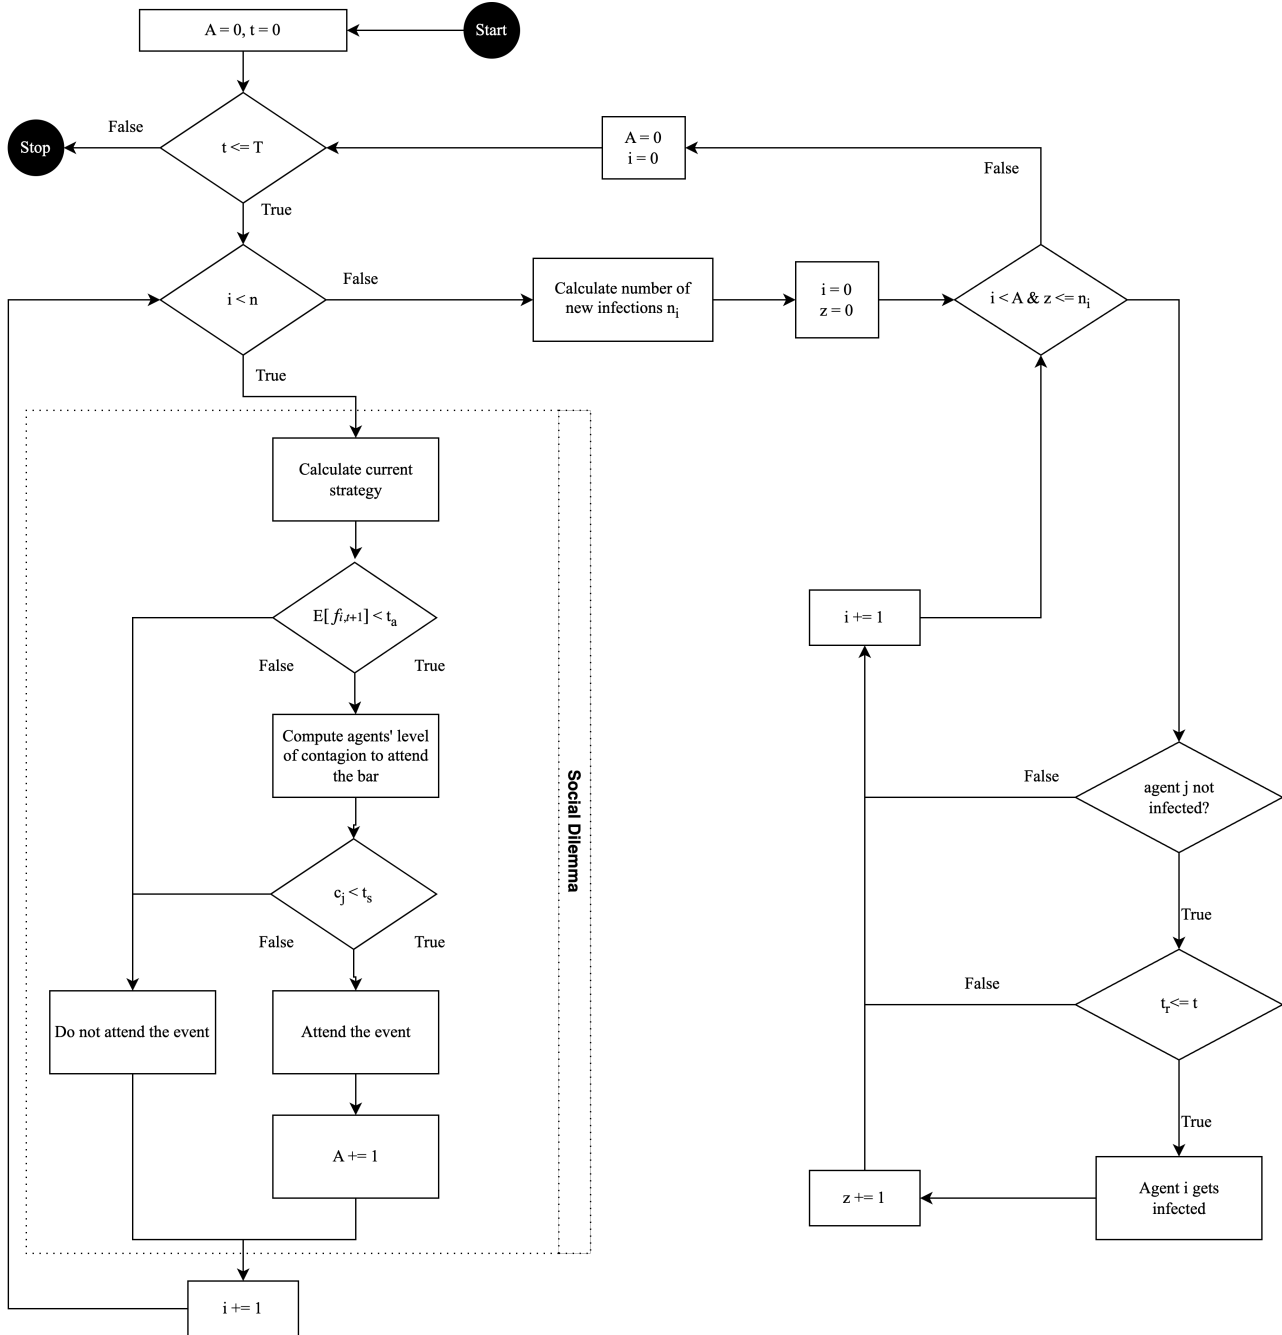 Start
A = 0, t = 0
t <= T
False
Stop
True
A = 0
i = 0
False
i < n
False
Calculate number of
new infections nᵢ
i = 0
z = 0
i < A & z <= nᵢ
True
Calculate current
strategy
E[ fi,t+1] < tₐ
False
True
Compute agents' level
of contagion to attend
the bar
cⱼ < tₛ
False
True
Do not attend the event
Attend the event
A += 1
Social Dilemma
i += 1
i += 1
agent j not
infected?
False
True
tᵣ<= t
False
True
Agent i gets
infected
z += 1